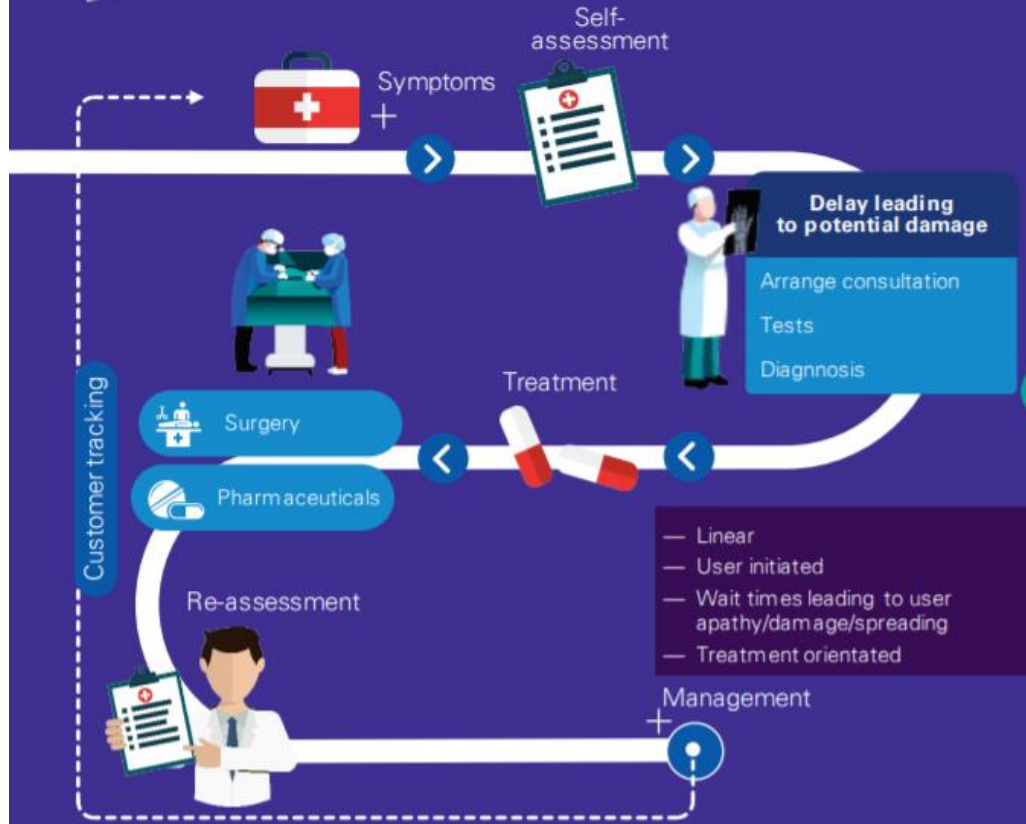 Self-
assessment
Symptoms
Delay leading
to potential damage
Arrange consultation
Tests
Diagnnosis
Treatment
Surgery
Pharmaceuticals
Customer tracking
— Linear
— User initiated
— Wait times leading to user
apathy/damage/spreading
— Treatment orientated
Re-assessment
Management